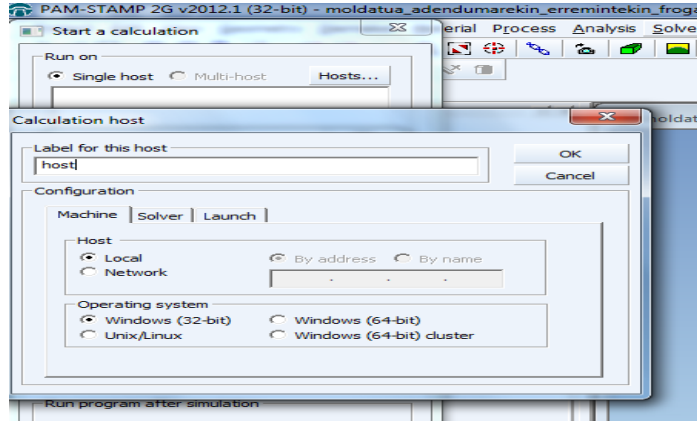 PAM-STAMP 2G v2012.1 (32-bit) - moldatua_adendumarekin_erremintekin_froga
Start a calculation
erial Process Analysis Solve
Run on
Single host Multi-host Hosts...
Calculation host
moldat
Label for this host
host
OK
Cancel
Configuration
Machine Solver Launch
Host
Local By address By name
Network . . .
Operating system
Windows (32-bit) Windows (64-bit)
Unix/Linux Windows (64-bit) cluster
Run program after simulation